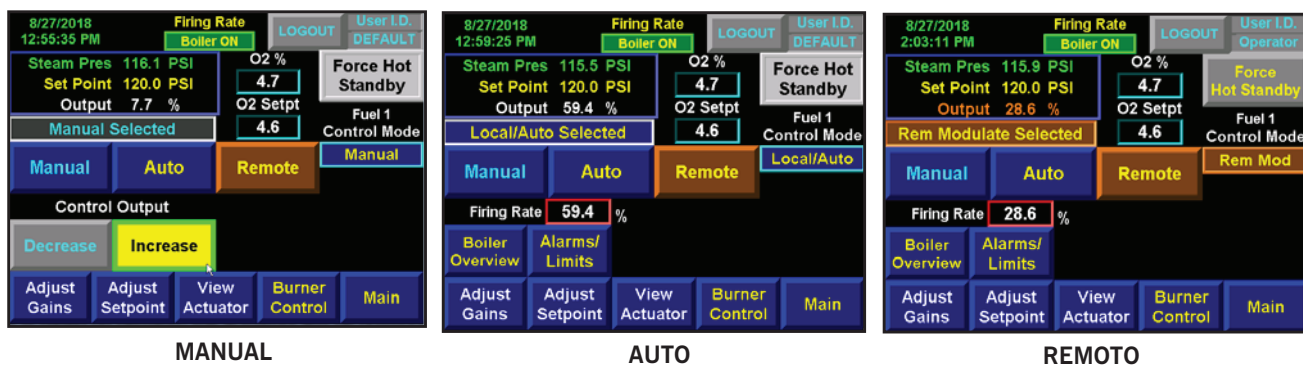 8/27/2018 Firing Rate LOGOUT User I.D.
12:55:35 PM Boiler ON DEFAULT
Steam Pres 116.1 PSI O2 % Force Hot
Set Point 120.0 PSI 4.7 Standby
Output 7.7 % O2 Setpt Fuel 1
Manual Selected 4.6 Control Mode
Manual Auto Remote Manual
Control Output
Decrease Increase
Adjust Adjust View Burner Main
Gains Setpoint Actuator Control
MANUAL
8/27/2018 Firing Rate LOGOUT User I.D.
12:59:25 PM Boiler ON DEFAULT
Steam Pres 115.5 PSI O2 % Force Hot
Set Point 120.0 PSI 4.7 Standby
Output 59.4 % O2 Setpt Fuel 1
Local/Auto Selected 4.6 Control Mode
Manual Auto Remote Local/Auto
Firing Rate 59.4 %
Boiler Alarms/
Overview Limits
Adjust Adjust View Burner Main
Gains Setpoint Actuator Control
AUTO
8/27/2018 Firing Rate LOGOUT User I.D.
2:03:11 PM Boiler ON Operator
Steam Pres 115.9 PSI O2 % Force
Set Point 120.0 PSI 4.7 Hot Standby
Output 28.6 % O2 Setpt Fuel 1
Rem Modulate Selected 4.6 Control Mode
Manual Auto Remote Rem Mod
Firing Rate 28.6 %
Boiler Alarms/
Overview Limits
Adjust Adjust View Burner Main
Gains Setpoint Actuator Control
REMOTO